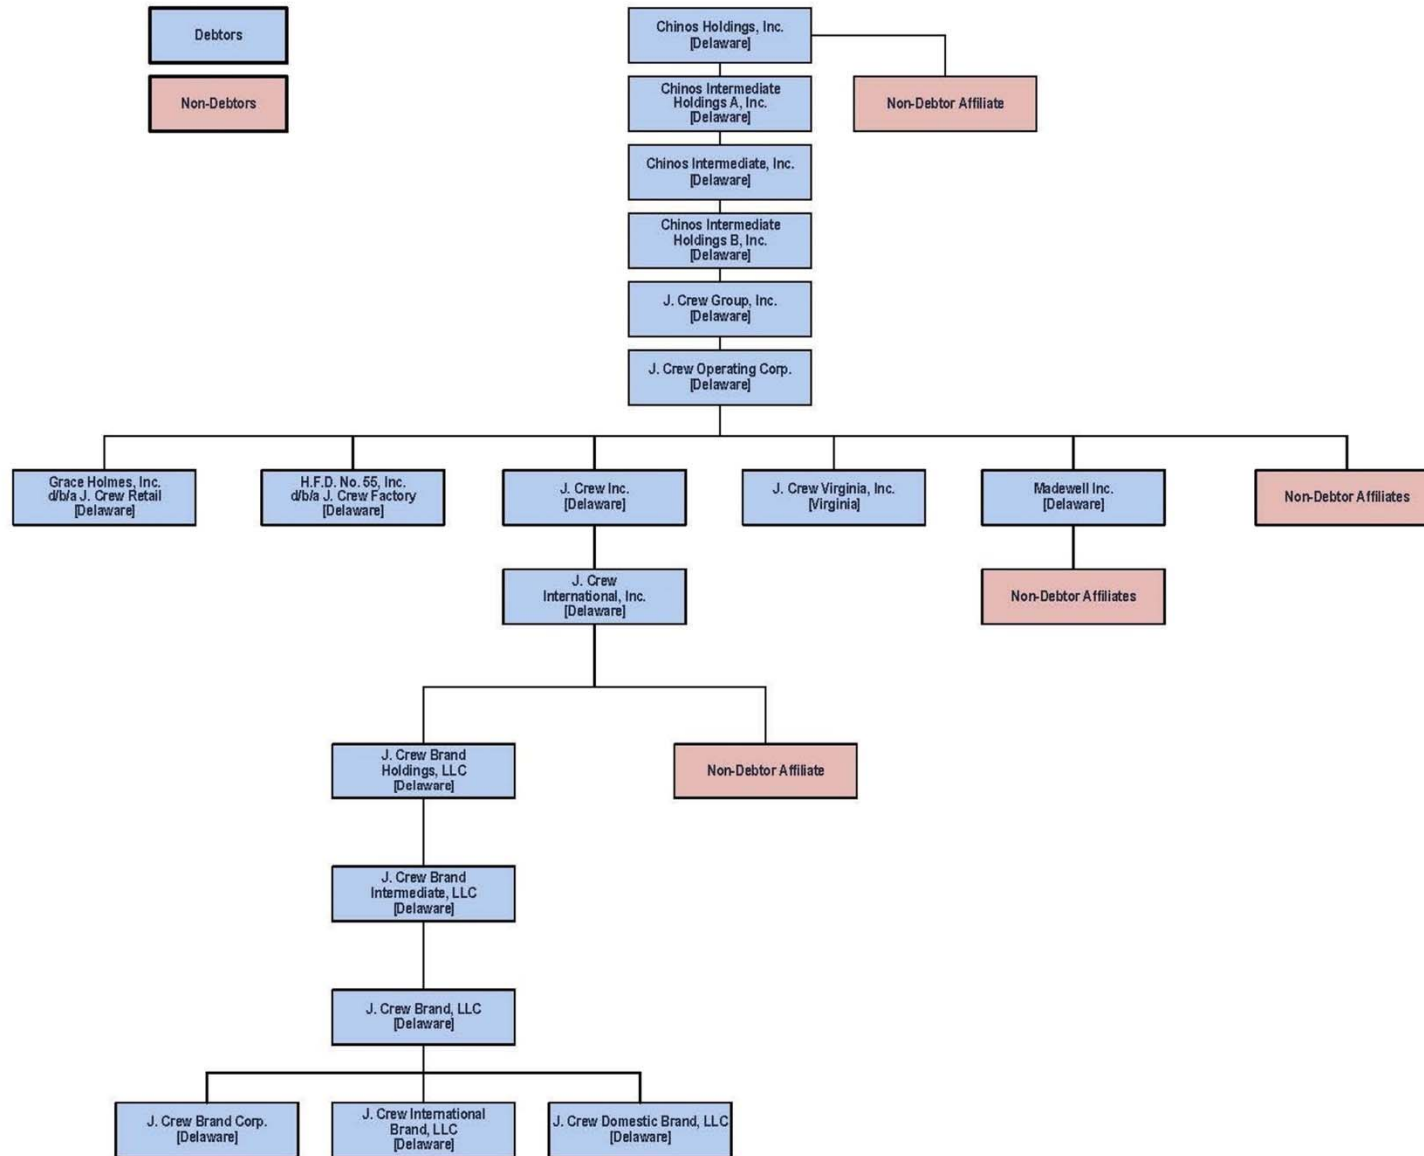 Debtors
Non-Debtors
Chinos Holdings, Inc.
[Delaware]
Chinos Intermediate
Holdings A, Inc.
[Delaware]
Non-Debtor Affiliate
Chinos Intermediate, Inc.
[Delaware]
Chinos Intermediate
Holdings B, Inc.
[Delaware]
J. Crew Group, Inc.
[Delaware]
J. Crew Operating Corp.
[Delaware]
Grace Holmes, Inc.
d/b/a J. Crew Retail
[Delaware]
H.F.D. No. 55, Inc.
d/b/a J. Crew Factory
[Delaware]
J. Crew Inc.
[Delaware]
J. Crew Virginia, Inc.
[Virginia]
Madewell Inc.
[Delaware]
Non-Debtor Affiliates
J. Crew
International, Inc.
[Delaware]
Non-Debtor Affiliates
J. Crew Brand
Holdings, LLC
[Delaware]
Non-Debtor Affiliate
J. Crew Brand
Intermediate, LLC
[Delaware]
J. Crew Brand, LLC
[Delaware]
J. Crew Brand Corp.
[Delaware]
J. Crew International
Brand, LLC
[Delaware]
J. Crew Domestic Brand, LLC
[Delaware]